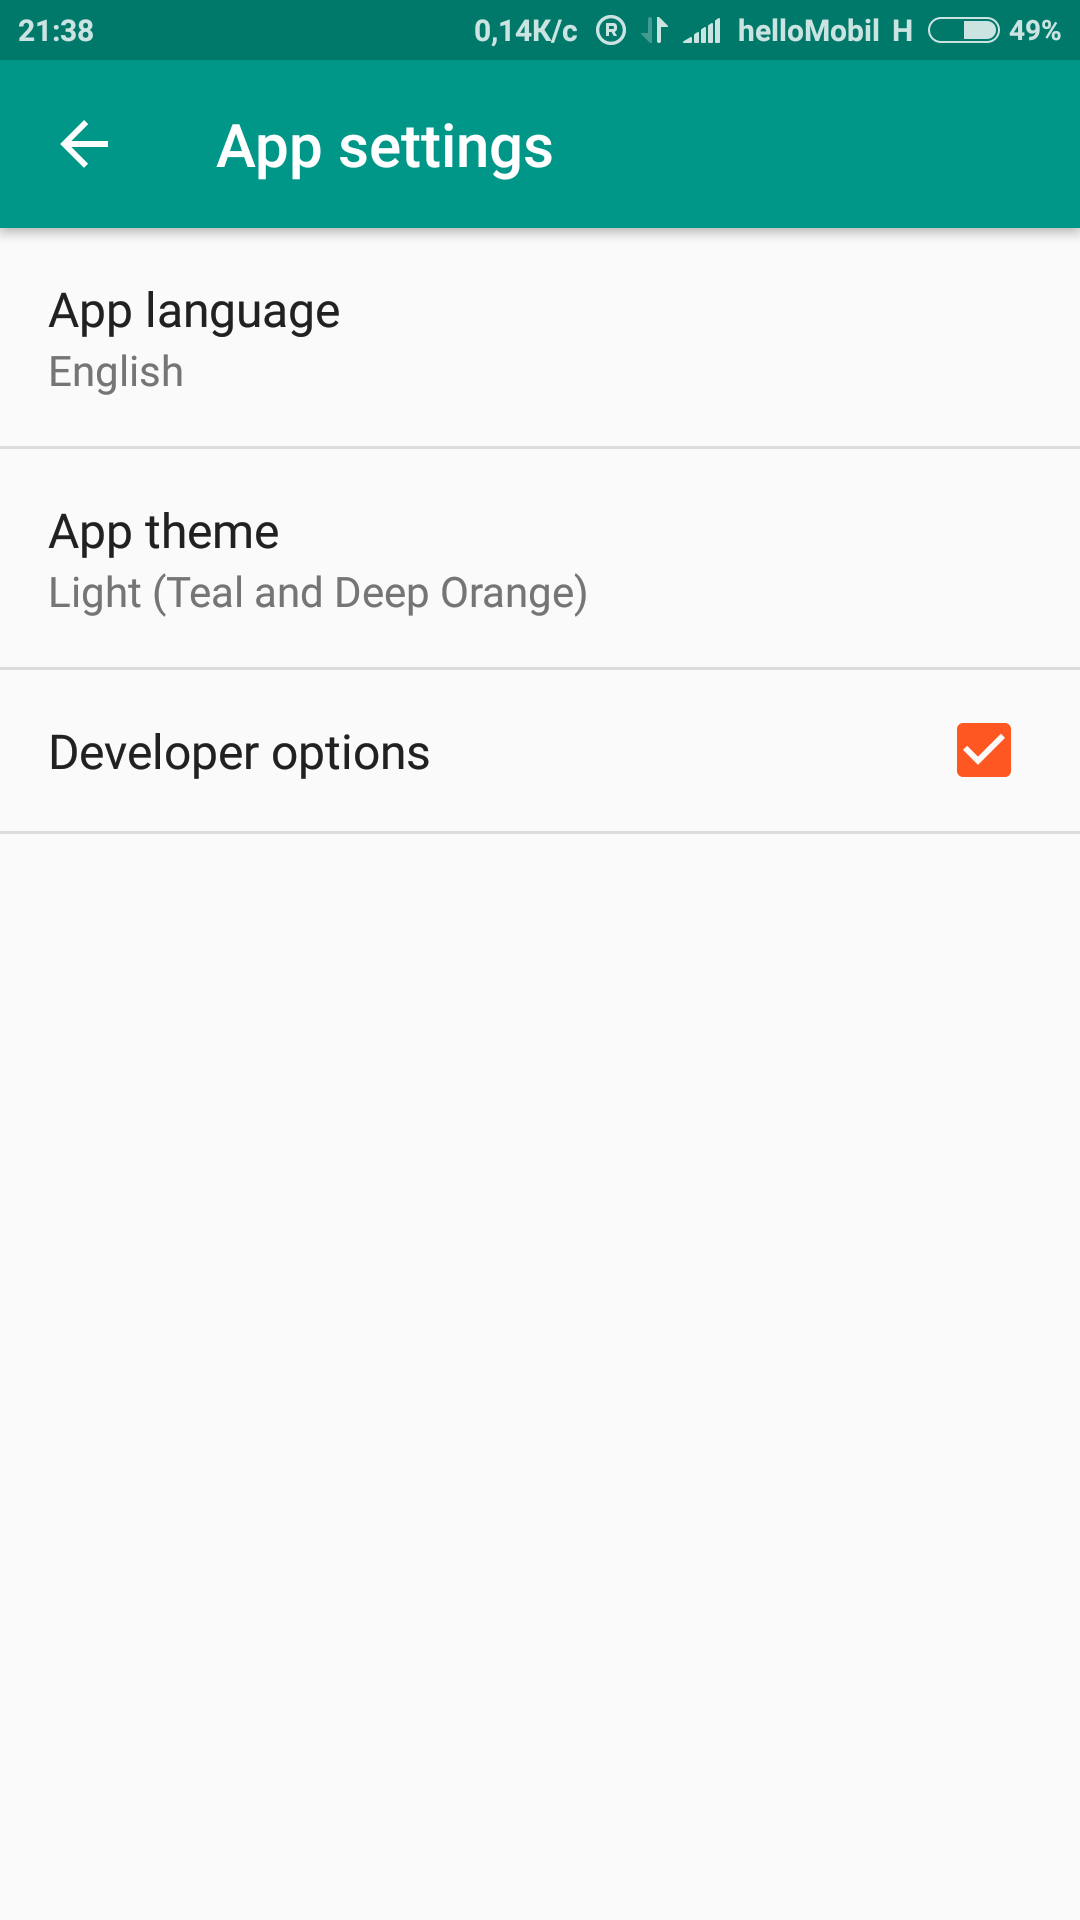 21:38 0,14K/c R helloMobil H 49%
App settings
App language
English
App theme
Light (Teal and Deep Orange)
Developer options